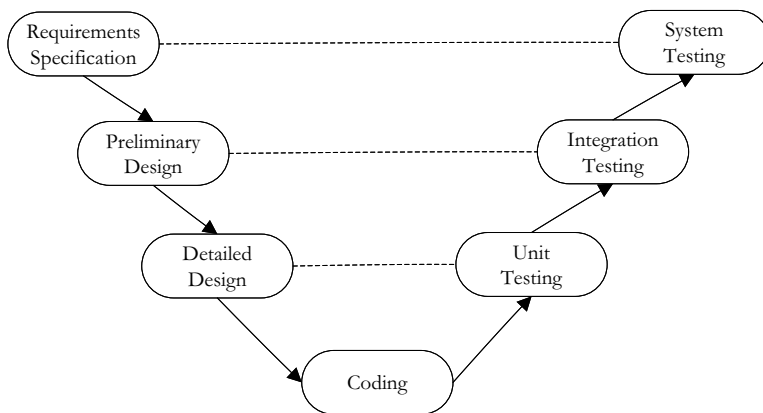 Requirements
Specification
System
Testing
Preliminary
Design
Integration
Testing
Detailed
Design
Unit
Testing
Coding